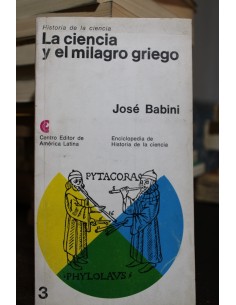 Historia de la ciencia
La ciencia
y el milagro griego
José Babini
Centro Editor de
América Latina
Enciclopedia de
Historia de la ciencia
PYTACORAS
PHYLOLAVS
3